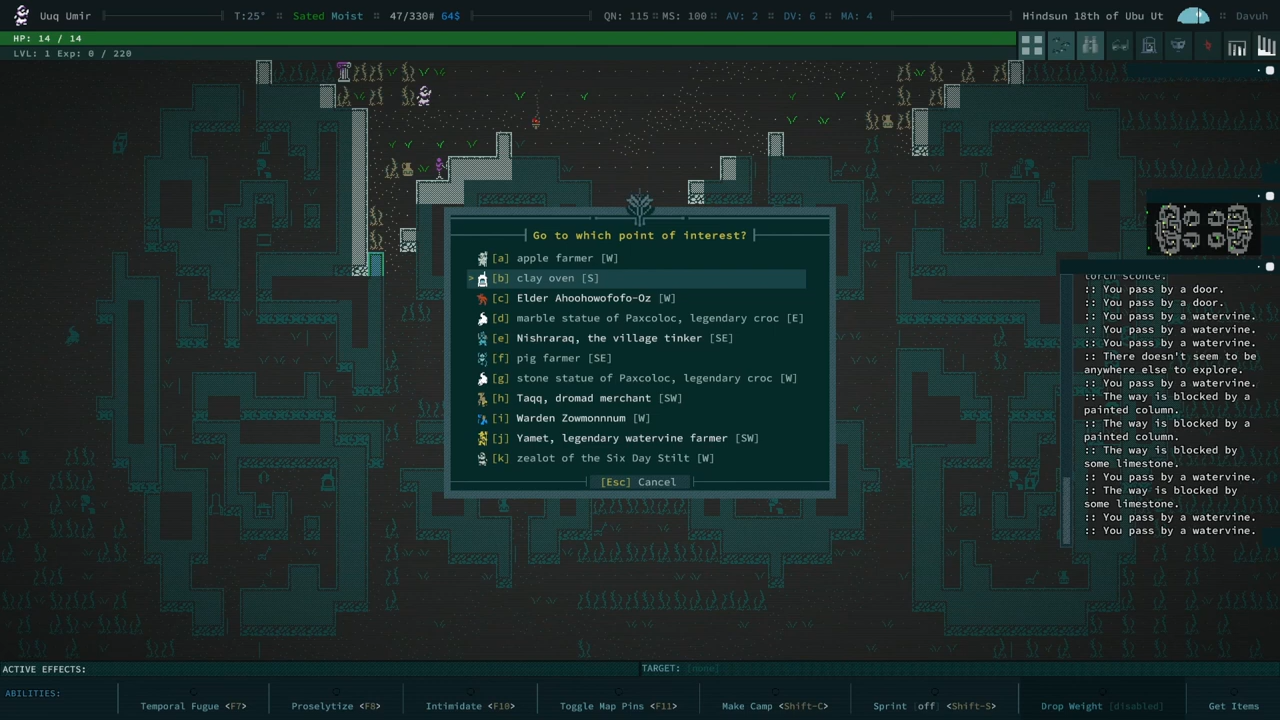 Uuq Umir T:25° Sated Moist :: 47/330# 64$ QN: 115 :: MS: 100 :: AV: 2 :: DV: 6 :: MA: 4 Hindsun 18th of Ubu Ut :: Davuh
HP: 14 / 14
LVL: 1 Exp: 0 / 220
Go to which point of interest?
[a] apple farmer [W]
> [b] clay oven [S]
[c] Elder Ahoohowofofo-Oz [W]
[d] marble statue of Paxcoloc, legendary croc [E]
[e] Nishraraq, the village tinker [SE]
[f] pig farmer [SE]
[g] stone statue of Paxcoloc, legendary croc [W]
[h] Taqq, dromad merchant [SW]
[i] Warden Zowmonnnum [W]
[j] Yamet, legendary watervine farmer [SW]
[k] zealot of the Six Day Stilt [W]
[Esc] Cancel
torch sconce.
:: You pass by a door.
:: You pass by a door.
:: You pass by a watervine.
:: You pass by a watervine.
:: You pass by a watervine.
:: There doesn't seem to be
anywhere else to explore.
:: You pass by a watervine.
:: The way is blocked by a
painted column.
:: The way is blocked by a
painted column.
:: The way is blocked by
some limestone.
:: You pass by a watervine.
:: The way is blocked by
some limestone.
:: You pass by a watervine.
:: You pass by a watervine.
ACTIVE EFFECTS: TARGET: [none]
ABILITIES: Temporal Fugue <F7> Proselytize <F8> Intimidate <F10> Toggle Map Pins <F11> Make Camp <Shift-C> Sprint [off] <Shift-S> Drop Weight [disabled] Get Items